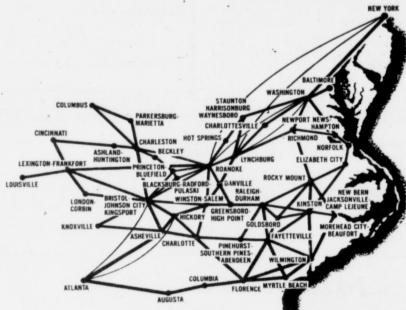 NEW YORK
BALTIMORE
WASHINGTON
STAUNTON
HARRISONBURG
WAYNESBORO
CHARLOTTESVILLE
COLUMBUS
PARKERSBURG-
MARIETTA
HOT SPRINGS
NEWPORT NEWS
HAMPTON
RICHMOND
NORFOLK
CINCINNATI
CHARLESTON
BECKLEY
ASHLAND-
HUNTINGTON
LYNCHBURG
ELIZABETH CITY
LEXINGTON-FRANKFORT
PRINCETON-
BLUEFIELD
ROANOKE
LOUISVILLE
BLACKSBURG-RADFORD-
PULASKI
DANVILLE
ROCKY MOUNT
RALEIGH-
DURHAM
LONDON-
CORBIN
BRISTOL
JOHNSON CITY
KINGSPORT
WINSTON-SALEM
NEW BERN
JACKSONVILLE
CAMP LEJEUNE
KINSTON
HICKORY
GREENSBORO-
HIGH POINT
GOLDSBORO
MOREHEAD CITY-
BEAUFORT
KNOXVILLE
ASHEVILLE
CHARLOTTE
FAYETTEVILLE
PINEHURST-
SOUTHERN PINES-
ABERDEEN
WILMINGTON
ATLANTA
COLUMBIA
AUGUSTA
FLORENCE
MYRTLE BEACH